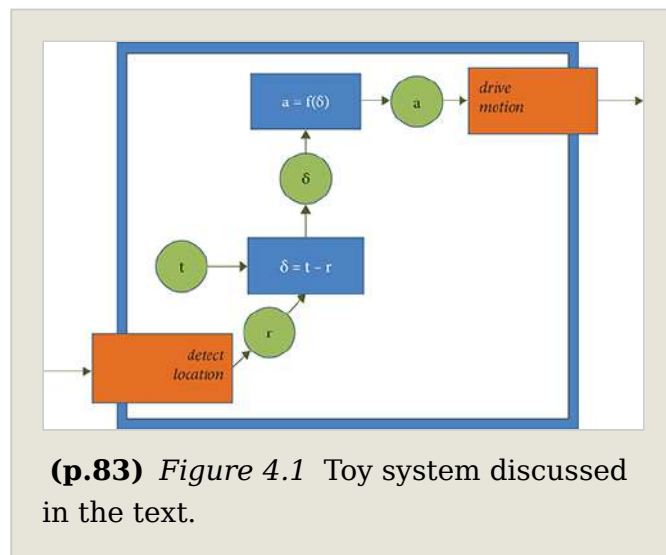 a = f(δ)
a
drive
motion
δ
t
δ = t – r
r
detect
location
(p.83) Figure 4.1 Toy system discussed
in the text.